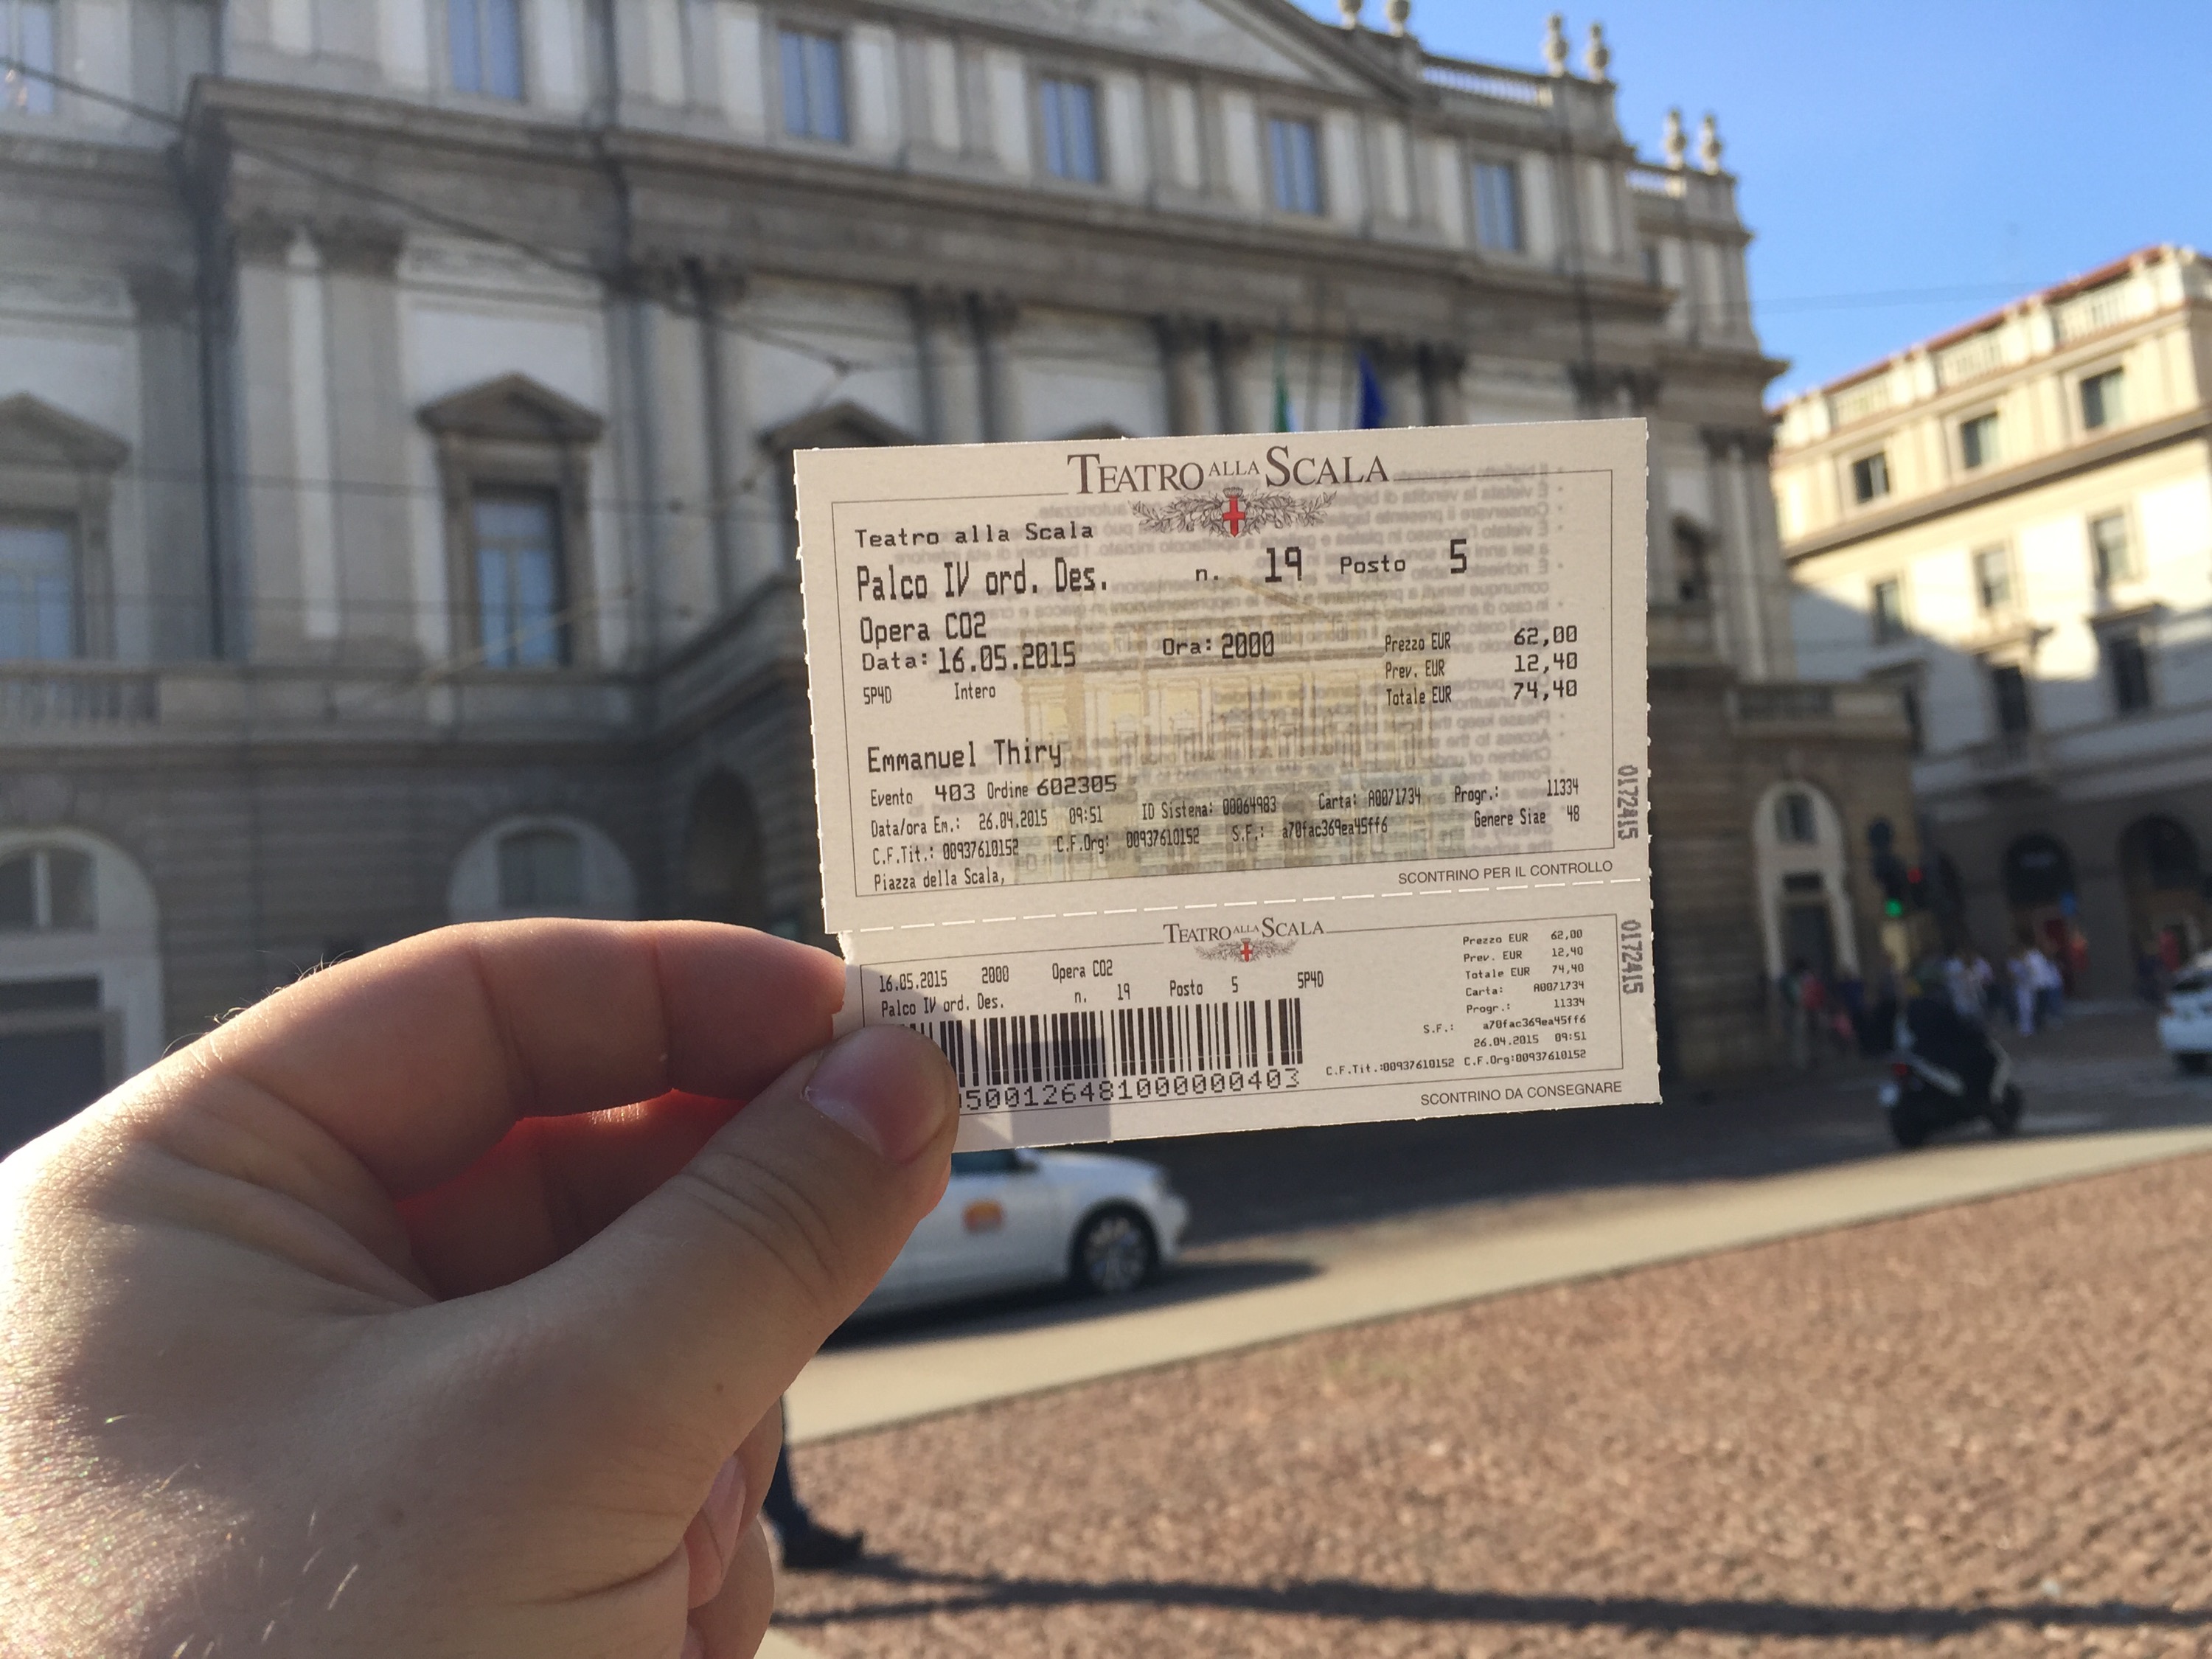 TEATRO ALLA SCALA
Teatro alla Scala
Palco IV ord. Des. n. 19 Posto 5
Opera CO2
Data: 16.05.2015 Ora: 2000 Prezzo EUR 62,00
Prev. EUR 12,40
SP4D Intero Totale EUR 74,40
Emmanuel Thiry
Evento 403 Ordine 602305
Data/ora Em.: 26.04.2015 09:51 ID Sistema: 00064983 Carta: A0071734 Progr.: 11334
C.F.Tit.: 00937610152 C.F.Org: 00937610152 S.F.: a70fac369ea45ff6 Genere Siae 48
Piazza della Scala,
0172415
SCONTRINO PER IL CONTROLLO
TEATRO ALLA SCALA
16.05.2015 2000 Opera CO2
Palco IV ord. Des. n. 19 Posto 5 SP4D
Prezzo EUR 62,00
Prev. EUR 12,40
Totale EUR 74,40
Carta: A0071734
Progr.: 11334
S.F.: a70fac369ea45ff6
26.04.2015 09:51
C.F.Tit.:00937610152 C.F.Org:00937610152
5001264810000000403
0172415
SCONTRINO DA CONSEGNARE